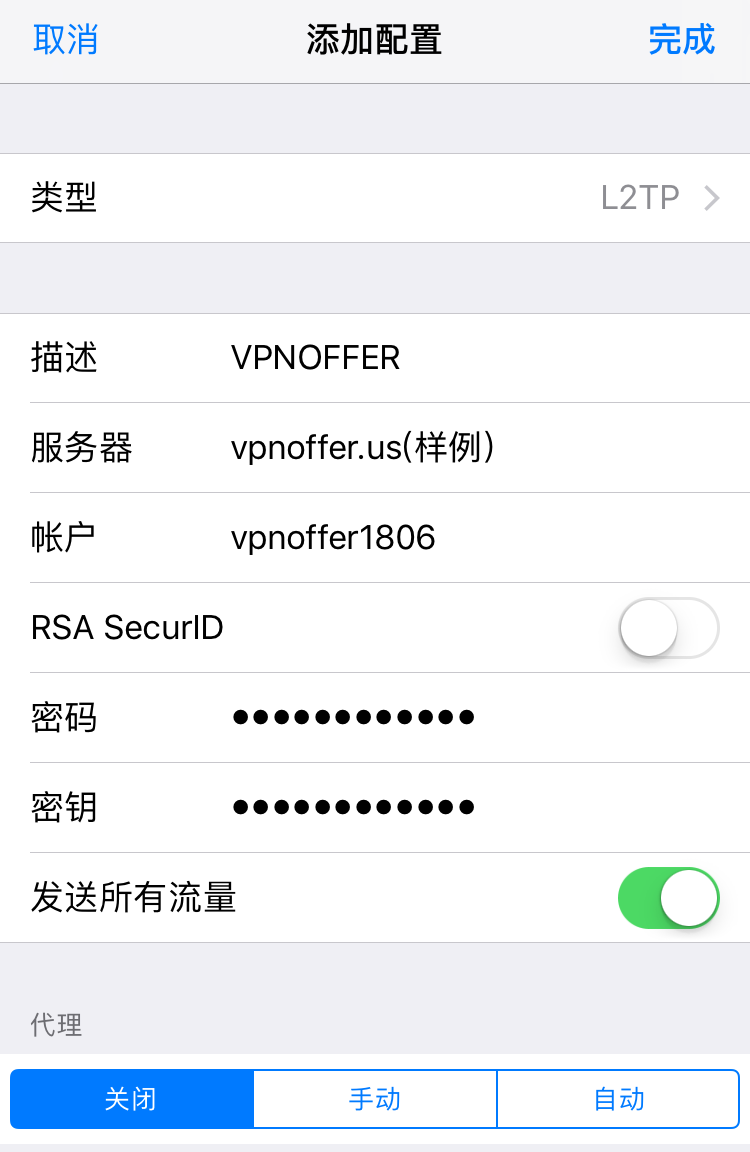 取消 添加配置 完成
类型 L2TP
描述 VPNOFFER
服务器 vpnoffer.us(样例)
帐户 vpnoffer1806
RSA SecurID
密码 ••••••••••••
密钥 ••••••••••••
发送所有流量
代理
关闭 手动 自动